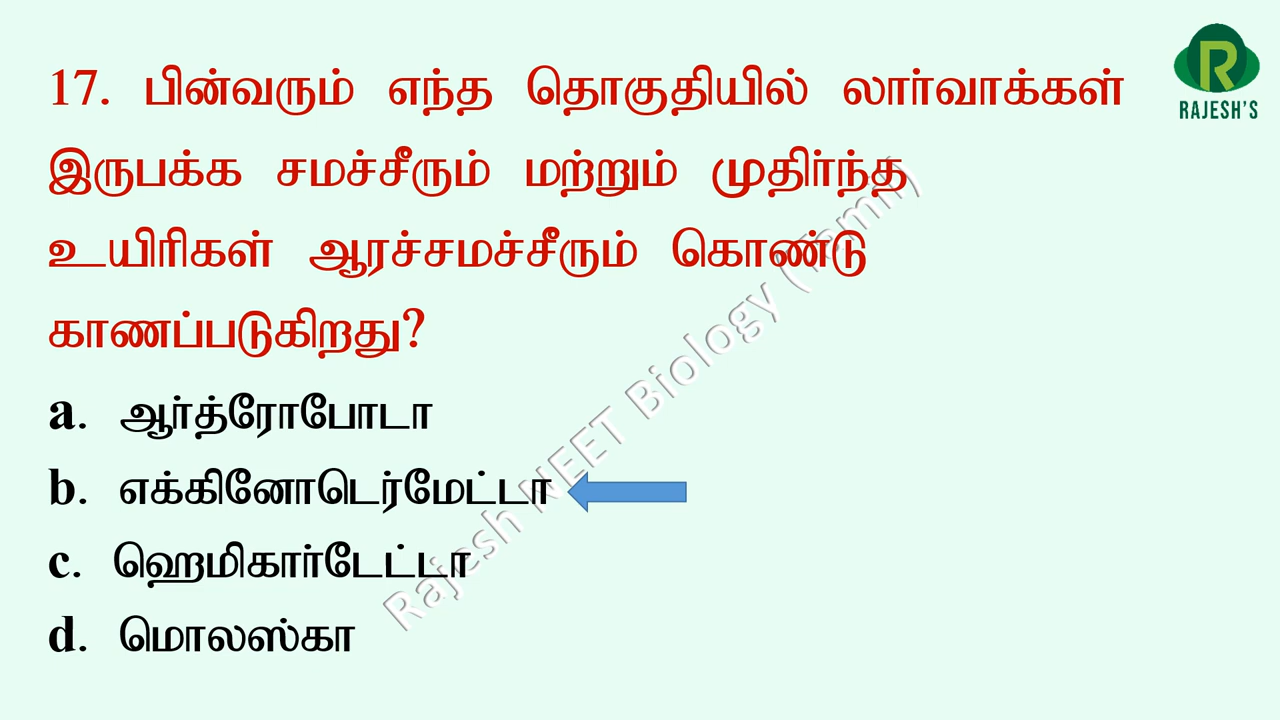 R
RAJESH'S
17. பின்வரும் எந்த தொகுதியில் லார்வாக்கள்
இருபக்க சமச்சீரும் மற்றும் முதிர்ந்த
உயிரிகள் ஆரச்சமச்சீரும் கொண்டு
காணப்படுகிறது?
a. ஆர்த்ரோபோடா
b. எக்கினோடெர்மேட்டா
c. ஹெமிகார்டேட்டா
d. மொலஸ்கா
Rajesh NEET Biology (Tamil)